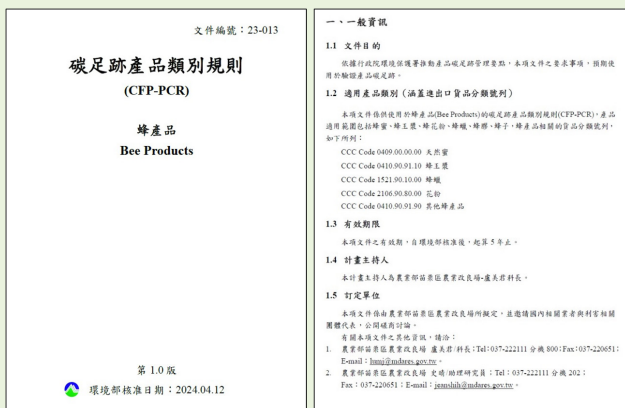 文件編號：23-013
碳足跡產品類別規則
(CFP-PCR)
蜂產品
Bee Products
第 1.0 版
環境部核准日期：2024.04.12
一、一般資訊
1.1 文件目的
依據行政院環境保護署推動產品碳足跡管理要點，本項文件之要求事項，預期使
用於驗證產品碳足跡。
1.2 適用產品類別（涵蓋進出口貨品分類號列）
本項文件係供使用於蜂產品(Bee Products)的碳足跡產品類別規則(CFP-PCR)，產品
適用範圍包括蜂蜜、蜂王漿、蜂花粉、蜂蠟、蜂膠、蜂子，蜂產品相關的貨品分類號列，
如下所列：
CCC Code 0409.00.00.00 天然蜜
CCC Code 0410.90.91.10 蜂王漿
CCC Code 1521.90.10.00 蜂蠟
CCC Code 2106.90.80.00 花粉
CCC Code 0410.90.91.90 其他蜂產品
1.3 有效期限
本項文件之有效期，自環境部核准後，起算 5 年止。
1.4 計畫主持人
本計畫主持人為農業部苗栗區農業改良場-盧美君科長。
1.5 訂定單位
本項文件係由農業部苗栗區農業改良場所擬定，並邀請國內相關業者與利害相關
團體代表，公開磋商討論。
有關本項文件之其他資訊，請洽：
1. 農業部苗栗區農業改良場 盧美君/科長；Tel：037-222111 分機 800；Fax：037-220651；
E-mail：lumj@mdares.gov.tw。
2. 農業部苗栗區農業改良場 史晴/助理研究員；Tel：037-222111 分機 202；
Fax：037-220651；E-mail：jeanshih@mdares.gov.tw。